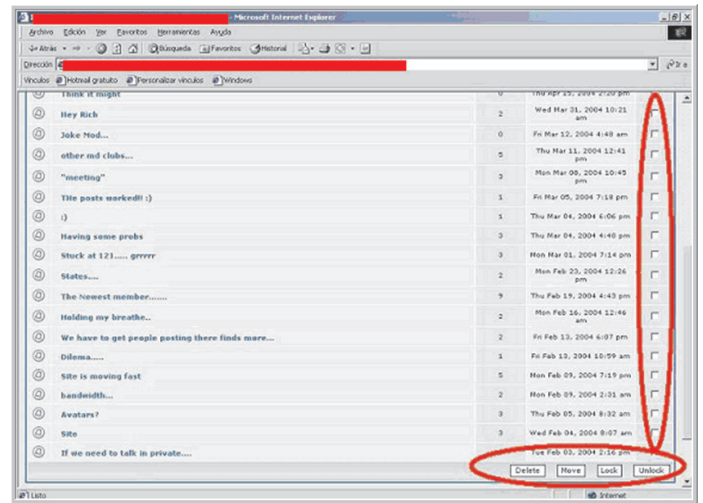 - Microsoft Internet Explorer
Archivo Edición Ver Favoritos Herramientas Ayuda
Atrás Búsqueda Favoritos Historial
Dirección Ir a
Vínculos Hotmail gratuito Personalizar vínculos Windows
Think it might 0 Thu Apr 15, 2004 2:20 pm
Hey Rich 2 Wed Mar 31, 2004 10:21 am
Joke Mod... 0 Fri Mar 12, 2004 4:48 am
other md clubs... 5 Thu Mar 11, 2004 12:41 pm
"meeting" 3 Mon Mar 08, 2004 10:45 pm
Tile posts worked!! :) 1 Fri Mar 05, 2004 7:18 pm
:) 1 Thu Mar 04, 2004 6:06 pm
Having some probs 3 Thu Mar 04, 2004 4:40 pm
Stuck at 121..... grrrrr 3 Mon Mar 01, 2004 7:14 pm
States.... 2 Mon Feb 23, 2004 12:26 pm
The Newest member....... 9 Thu Feb 19, 2004 4:43 pm
Holding my breathe.. 2 Mon Feb 16, 2004 12:46 am
We have to get people posting there finds more... 2 Fri Feb 13, 2004 6:07 pm
Dilema..... 1 Fri Feb 13, 2004 10:59 am
Site is moving fast 5 Mon Feb 09, 2004 7:19 pm
bandwidth... 2 Mon Feb 09, 2004 2:31 am
Avatars? 3 Thu Feb 05, 2004 8:32 am
Site 3 Wed Feb 04, 2004 8:07 am
If we need to talk in private.... Tue Feb 03, 2004 2:16 pm
Delete Move Lock Unlock
Listo Internet